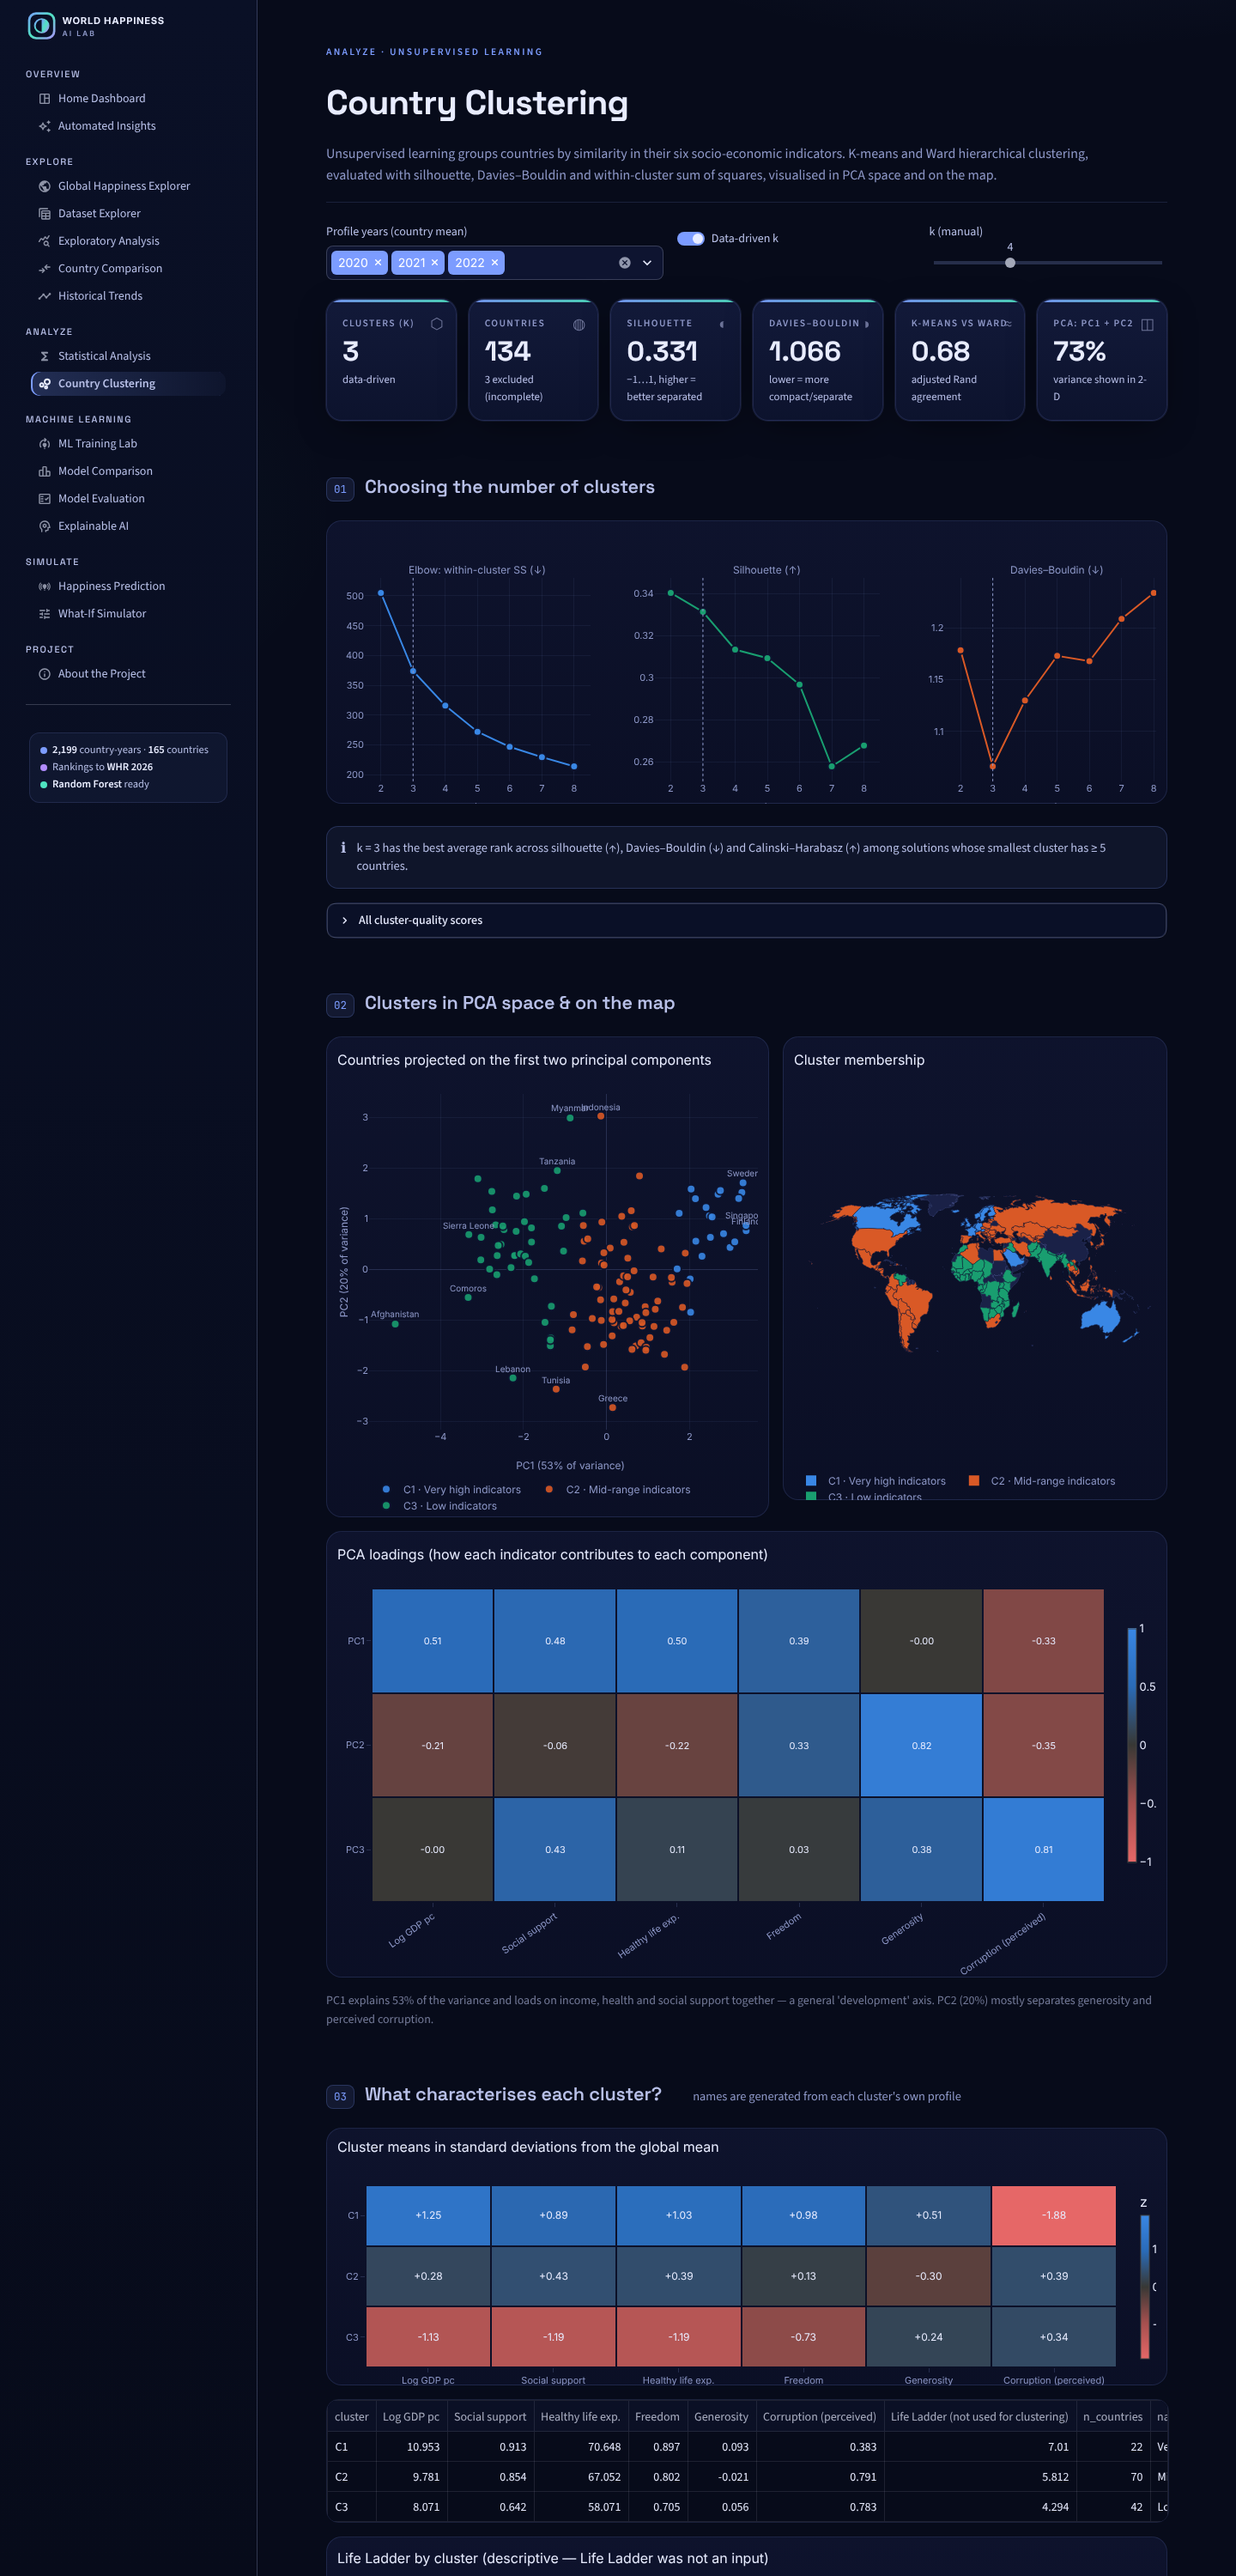 WORLD HAPPINESS
AI LAB
OVERVIEW
Home Dashboard
Automated Insights
EXPLORE
Global Happiness Explorer
Dataset Explorer
Exploratory Analysis
Country Comparison
Historical Trends
ANALYZE
Statistical Analysis
Country Clustering
MACHINE LEARNING
ML Training Lab
Model Comparison
Model Evaluation
Explainable AI
SIMULATE
Happiness Prediction
What-If Simulator
PROJECT
About the Project
2,199 country-years · 165 countries
Rankings to WHR 2026
Random Forest ready
ANALYZE · UNSUPERVISED LEARNING
Country Clustering
Unsupervised learning groups countries by similarity in their six socio-economic indicators. K-means and Ward hierarchical clustering,
evaluated with silhouette, Davies–Bouldin and within-cluster sum of squares, visualised in PCA space and on the map.
Profile years (country mean)
2020 × 2021 × 2022 ×
Data-driven k
k (manual)
4
CLUSTERS (K)
3
data-driven
COUNTRIES
134
3 excluded
(incomplete)
SILHOUETTE
0.331
−1…1, higher =
better separated
DAVIES–BOULDIN
1.066
lower = more
compact/separate
K-MEANS VS WARD
0.68
adjusted Rand
agreement
PCA: PC1 + PC2
73%
variance shown in 2-
D
01 Choosing the number of clusters
Elbow: within-cluster SS (↓)
500
450
400
350
300
250
200
2 3 4 5 6 7 8
Silhouette (↑)
0.34
0.32
0.3
0.28
0.26
2 3 4 5 6 7 8
Davies–Bouldin (↓)
1.2
1.15
1.1
2 3 4 5 6 7 8
k = 3 has the best average rank across silhouette (↑), Davies–Bouldin (↓) and Calinski–Harabasz (↑) among solutions whose smallest cluster has ≥ 5
countries.
All cluster-quality scores
02 Clusters in PCA space & on the map
Countries projected on the first two principal components
PC2 (20% of variance)
3
2
1
0
−1
−2
−3
Myanmar
Indonesia
Tanzania
Sweden
Singapo
Finland
Sierra Leone
Comoros
Afghanistan
Lebanon
Tunisia
Greece
−4 −2 0 2
PC1 (53% of variance)
C1 · Very high indicators C2 · Mid-range indicators
C3 · Low indicators
Cluster membership
C1 · Very high indicators C2 · Mid-range indicators
C3 · Low indicators
PCA loadings (how each indicator contributes to each component)
PC1 0.51 0.48 0.50 0.39 -0.00 -0.33
PC2 -0.21 -0.06 -0.22 0.33 0.82 -0.35
PC3 -0.00 0.43 0.11 0.03 0.38 0.81
Log GDP pc Social support Healthy life exp. Freedom Generosity Corruption (perceived)
1
0.5
0
−0.
−1
PC1 explains 53% of the variance and loads on income, health and social support together — a general 'development' axis. PC2 (20%) mostly separates generosity and
perceived corruption.
03 What characterises each cluster? names are generated from each cluster's own profile
Cluster means in standard deviations from the global mean
C1 +1.25 +0.89 +1.03 +0.98 +0.51 -1.88
C2 +0.28 +0.43 +0.39 +0.13 -0.30 +0.39
C3 -1.13 -1.19 -1.19 -0.73 +0.24 +0.34
Log GDP pc Social support Healthy life exp. Freedom Generosity Corruption (perceived)
z
1
cluster Log GDP pc Social support Healthy life exp. Freedom Generosity Corruption (perceived) Life Ladder (not used for clustering) n_countries na
C1 10.953 0.913 70.648 0.897 0.093 0.383 7.01 22 Ve
C2 9.781 0.854 67.052 0.802 -0.021 0.791 5.812 70 M
C3 8.071 0.642 58.071 0.705 0.056 0.783 4.294 42 Lo
Life Ladder by cluster (descriptive — Life Ladder was not an input)